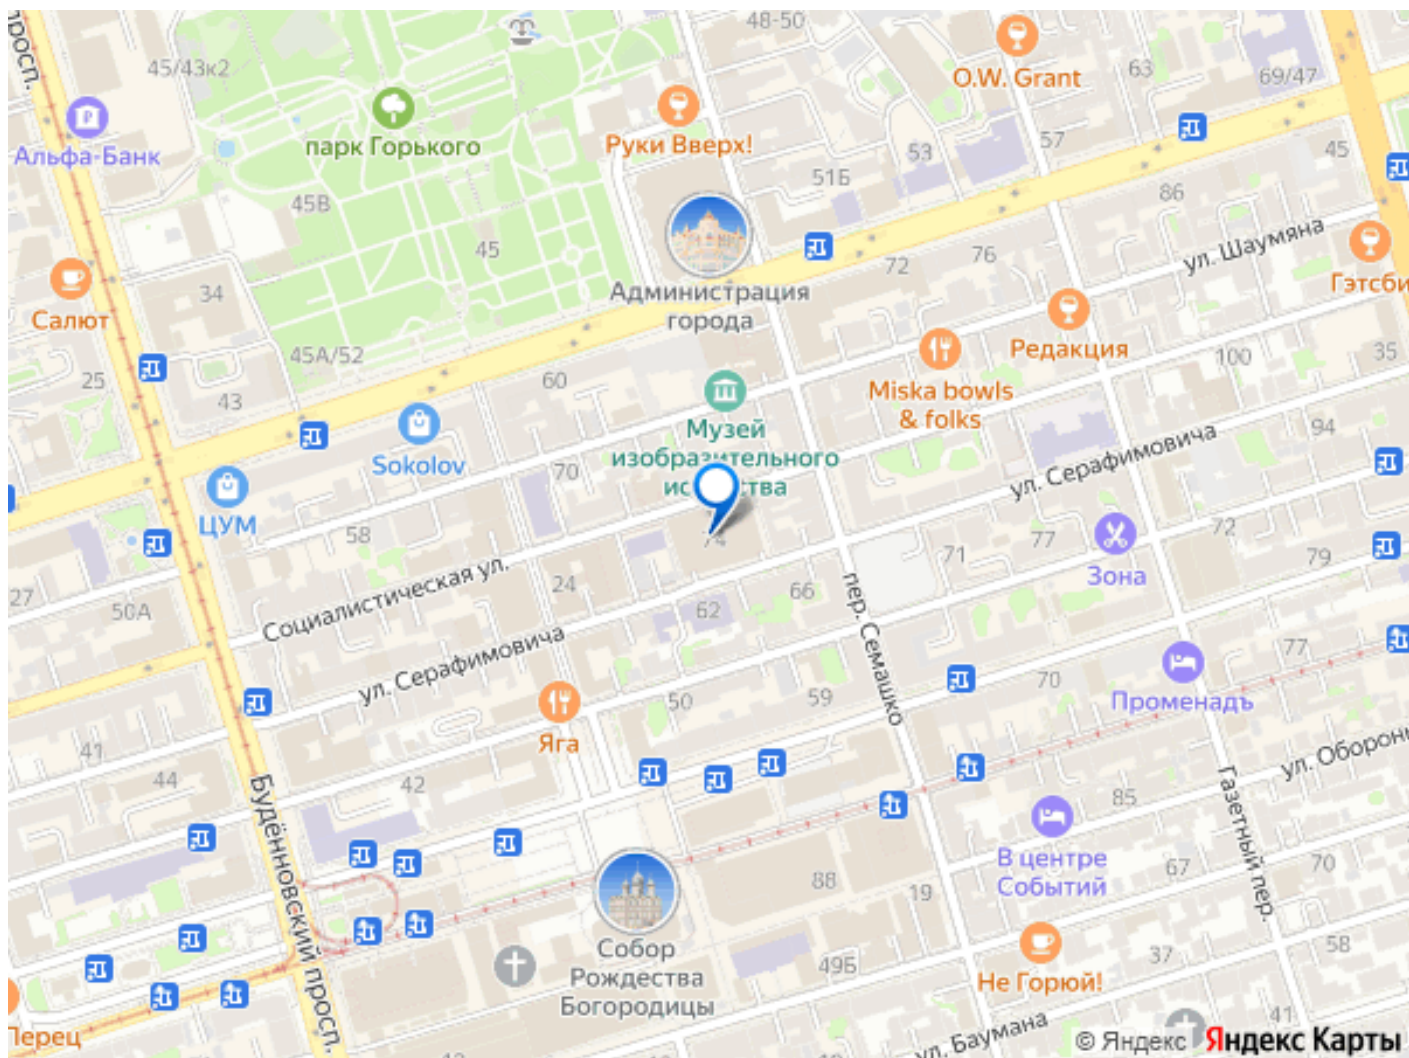 просп.
48-50
O.W. Grant
63
69/47
45/43к2
Альфа-Банк
парк Горького
Руки Вверх!
53
57
45
51Б
86
45В
45
ул. Шаумяна
72
76
Гэтсби
34
Салют
Администрация
города
Редакция
45А/52
60
100
35
25
43
Miska bowls
& folks
Музей
изобразительного
Sokolov
70
94
ул. Серафимовича
ЦУМ
58
74
71
77
72
79
Зона
Социалистическая ул.
24
66
27
50А
62
пер. Семашко
ул. Серафимовича
77
50
59
70
Променадъ
41
44
Яга
42
Будённовский просп.
85
Газетный пер.
В центре
Событий
67
70
88
19
Собор
Рождества
Богородицы
49Б
Не Горюй!
37
58
41
Перец
ул. Баумана
© Яндекс Яндекс Карты